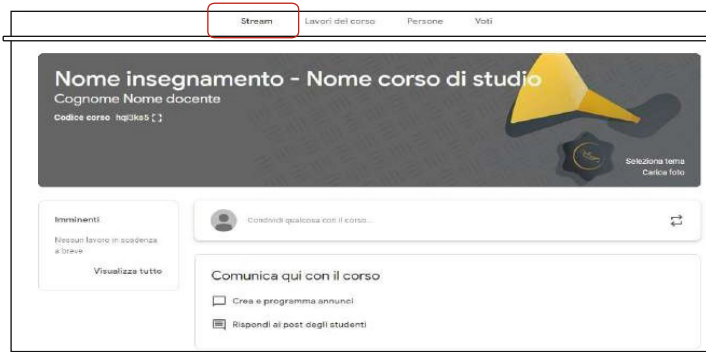 Stream Lavori del corso Persone Voti
Nome insegnamento - Nome corso di studio
Cognome Nome docente
Codice corso hql3ks5
Seleziona tema
Carica foto
Imminenti
Nessun lavoro in scadenza
a breve
Visualizza tutto
Condividi qualcosa con il corso...
Comunica qui con il corso
Crea e programma annunci
Rispondi ai post degli studenti